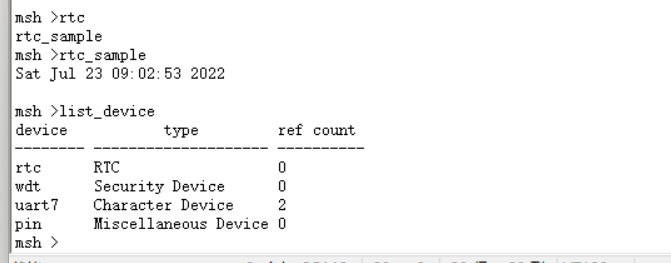 msh >rtc
rtc_sample
msh >rtc_sample
Sat Jul 23 09:02:53 2022
msh >list_device
device type ref count
-------- -------------------- ----------
rtc RTC 0
wdt Security Device 0
uart7 Character Device 2
pin Miscellaneous Device 0
msh >